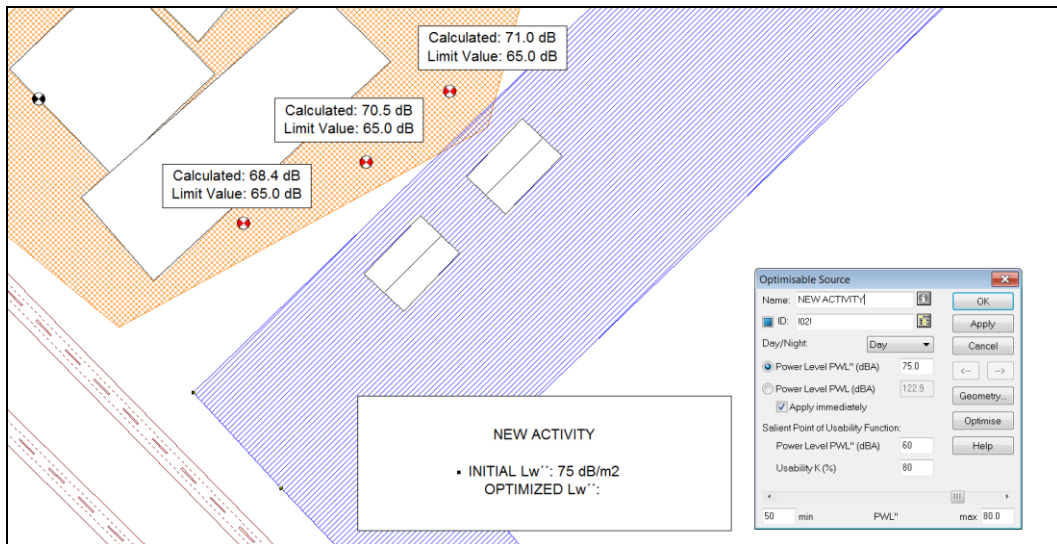 Calculated: 71.0 dB
Limit Value: 65.0 dB
Calculated: 70.5 dB
Limit Value: 65.0 dB
Calculated: 68.4 dB
Limit Value: 65.0 dB
NEW ACTIVITY
▪ INITIAL Lw´´: 75 dB/m2
OPTIMIZED Lw´´:
Optimisable Source
Name: NEW ACTIVITY
OK
ID: !02!
Apply
Day/Night: Day
Cancel
Power Level PWL" (dBA) 75.0
<-- -->
Power Level PWL (dBA) 122.9
Geometry...
Apply immediately
Optimise
Salient Point of Usability Function:
Power Level PWL" (dBA) 60
Help
Usability K (%) 80
50 min PWL" max 80.0